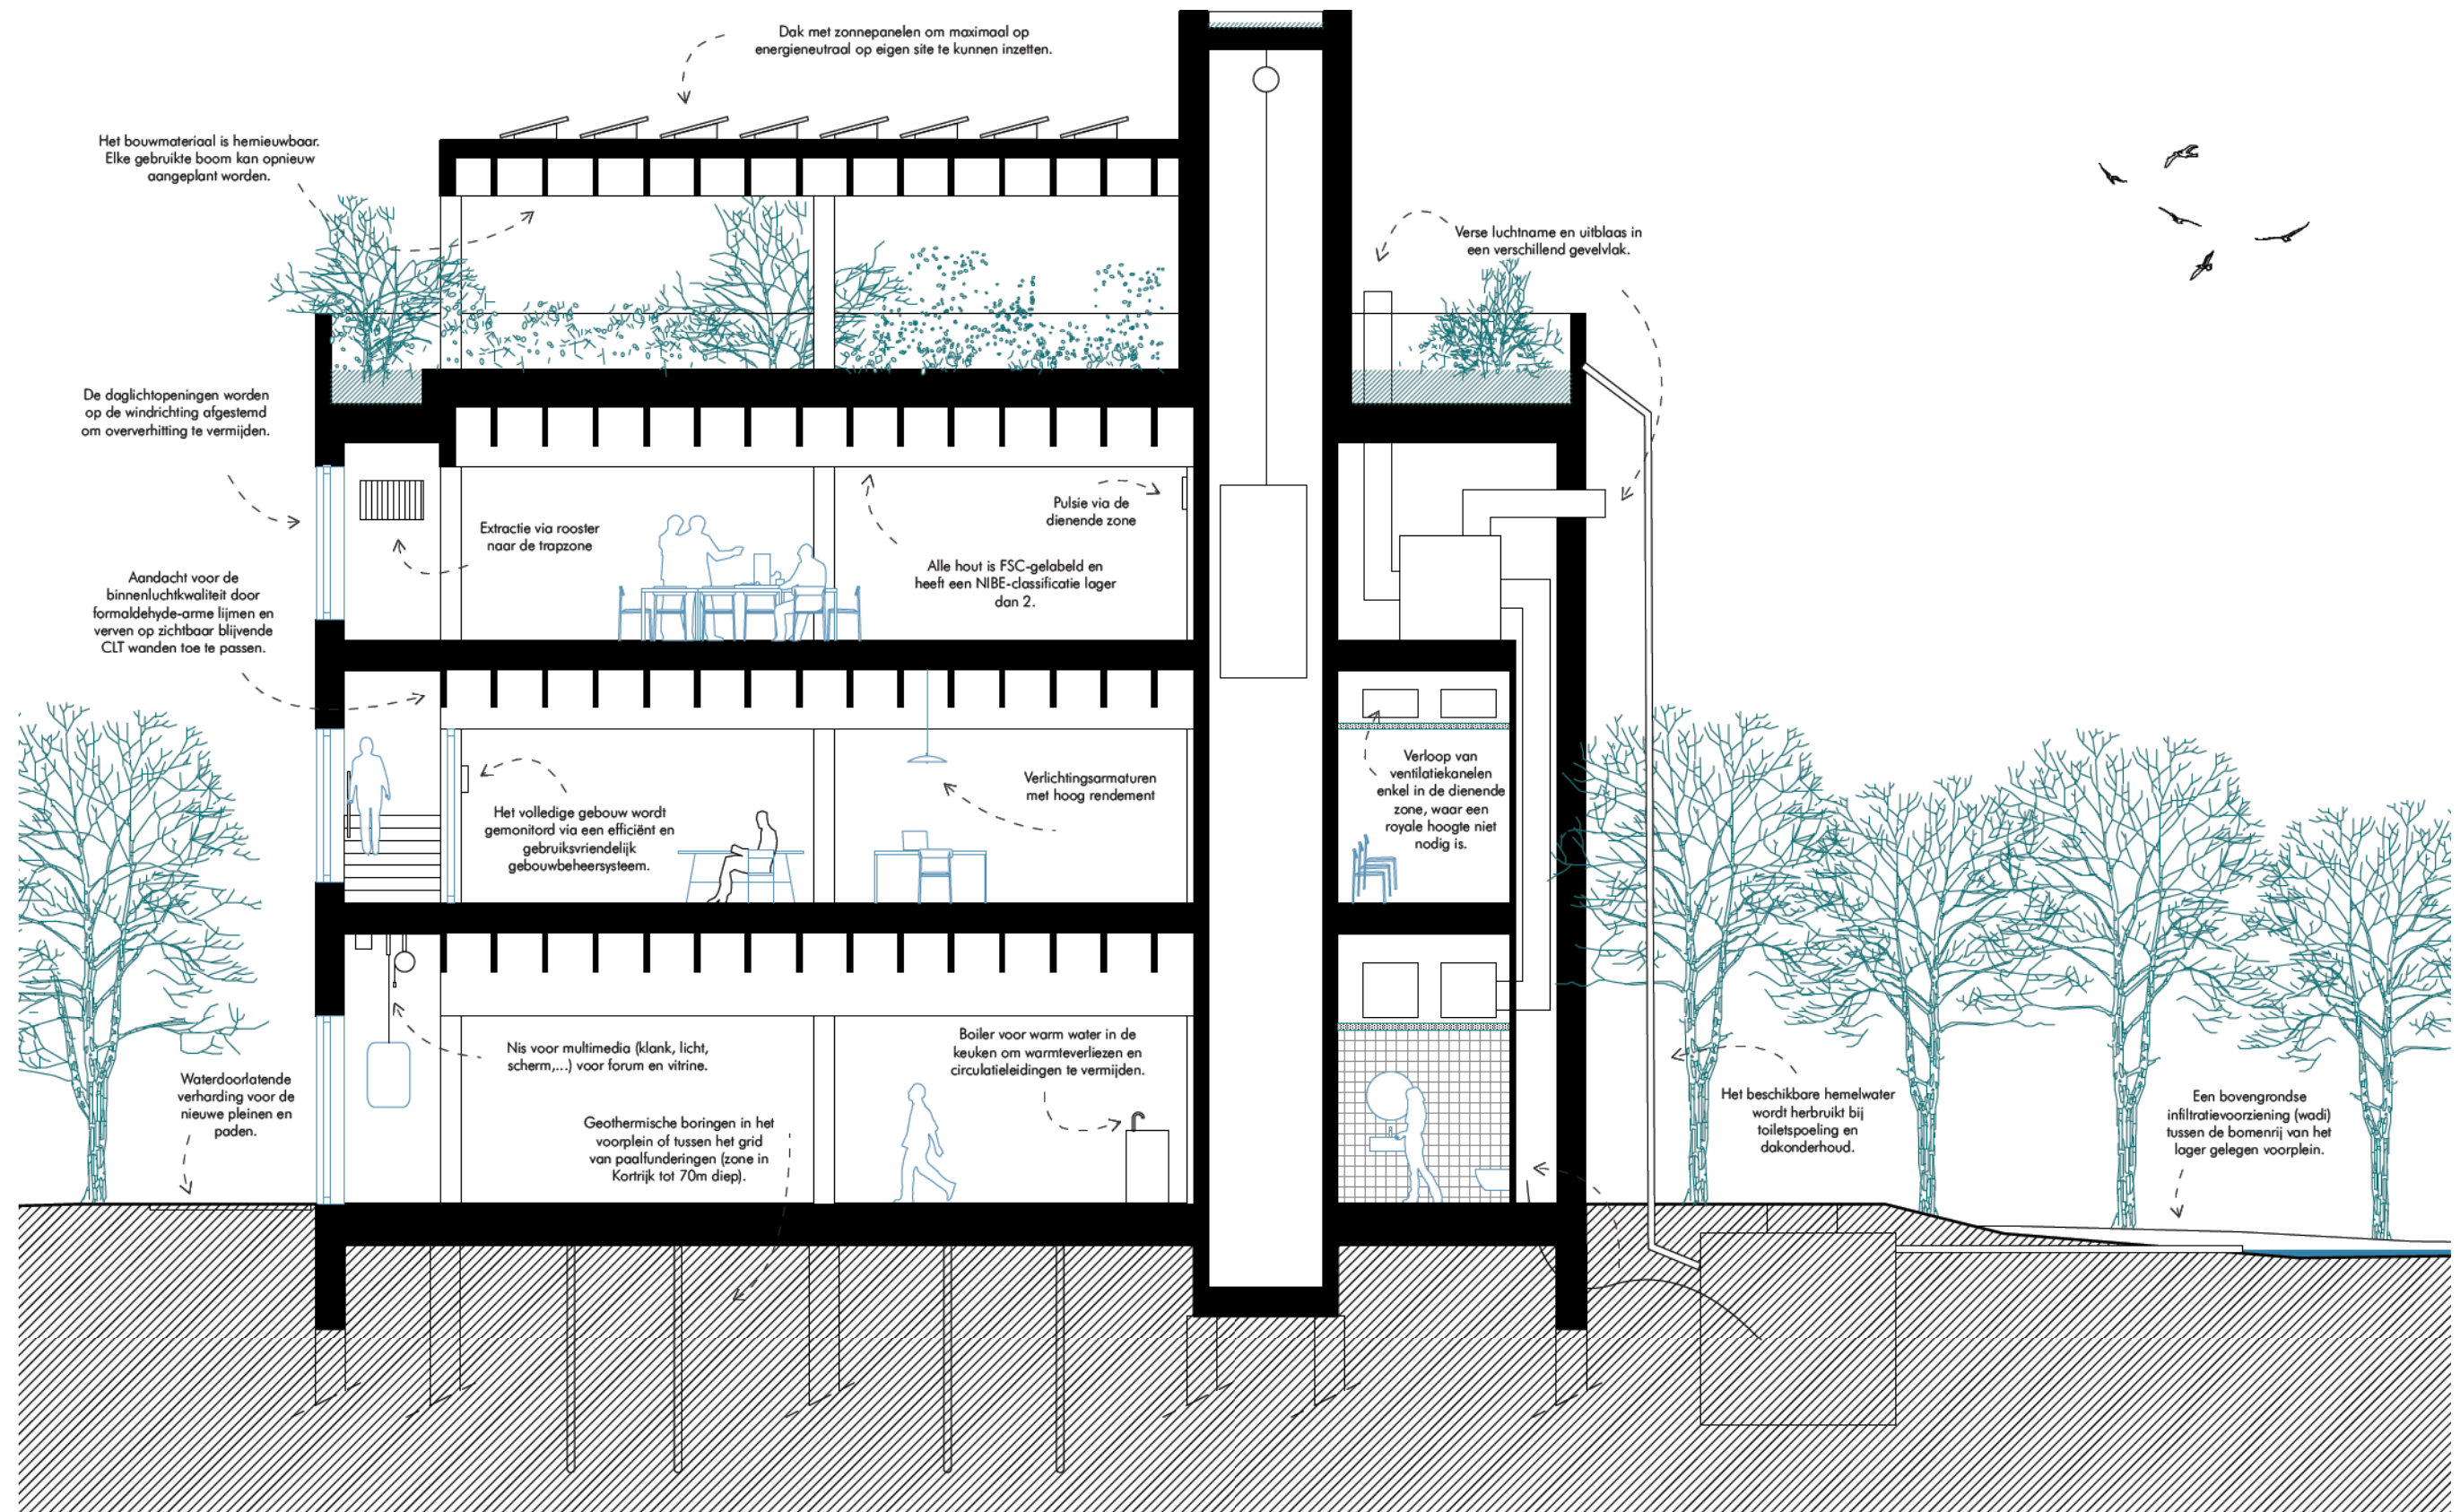 Dak met zonnepanelen om maximaal op
energieneutraal op eigen site te kunnen inzetten.
Het bouwmateriaal is hernieuwbaar.
Elke gebruikte boom kan opnieuw
aangeplant worden.
Verse luchtname en uitblaas in
een verschillend gevelvlak.
De daglichtopeningen worden
op de windrichting afgestemd
om oververhitting te vermijden.
Extractie via rooster
naar de trapzone
Pulsie via de
dienende zone
Alle hout is FSC-gelabeld en
heeft een NIBE-classificatie lager
dan 2.
Aandacht voor de
binnenluchtkwaliteit door
formaldehyde-arme lijmen en
verven op zichtbaar blijvende
CLT wanden toe te passen.
Het volledige gebouw wordt
gemonitord via een efficiënt en
gebruiksvriendelijk
gebouwbeheersysteem.
Verlichtingsarmaturen
met hoog rendement
Verloop van
ventilatiekanelen
enkel in de dienende
zone, waar een
royale hoogte niet
nodig is.
Nis voor multimedia (klank, licht,
scherm,...) voor forum en vitrine.
Boiler voor warm water in de
keuken om warmteverliezen en
circulatieleidingen te vermijden.
Waterdoorlatende
verharding voor de
nieuwe pleinen en
paden.
Geothermische boringen in het
voorplein of tussen het grid
van paalfunderingen (zone in
Kortrijk tot 70m diep).
Het beschikbare hemelwater
wordt herbruikt bij
toiletspoeling en
dakonderhoud.
Een bovengrondse
infiltratievoorziening (wadi)
tussen de bomenrij van het
lager gelegen voorplein.